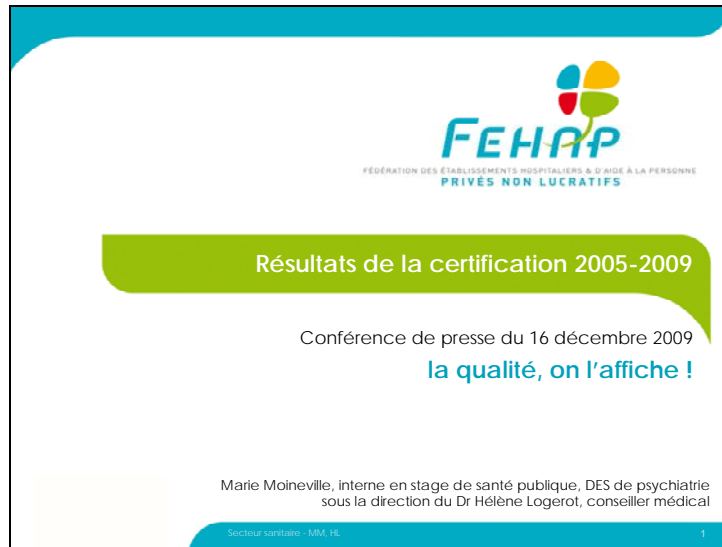 FEHAP
FÉDÉRATION DES ÉTABLISSEMENTS HOSPITALIERS & D'AIDE À LA PERSONNE
PRIVÉS NON LUCRATIFS
Résultats de la certification 2005-2009
Conférence de presse du 16 décembre 2009
la qualité, on l'affiche !
Marie Moineville, interne en stage de santé publique, DES de psychiatrie
sous la direction du Dr Hélène Logerot, conseiller médical
Secteur sanitaire - MM, HL
1